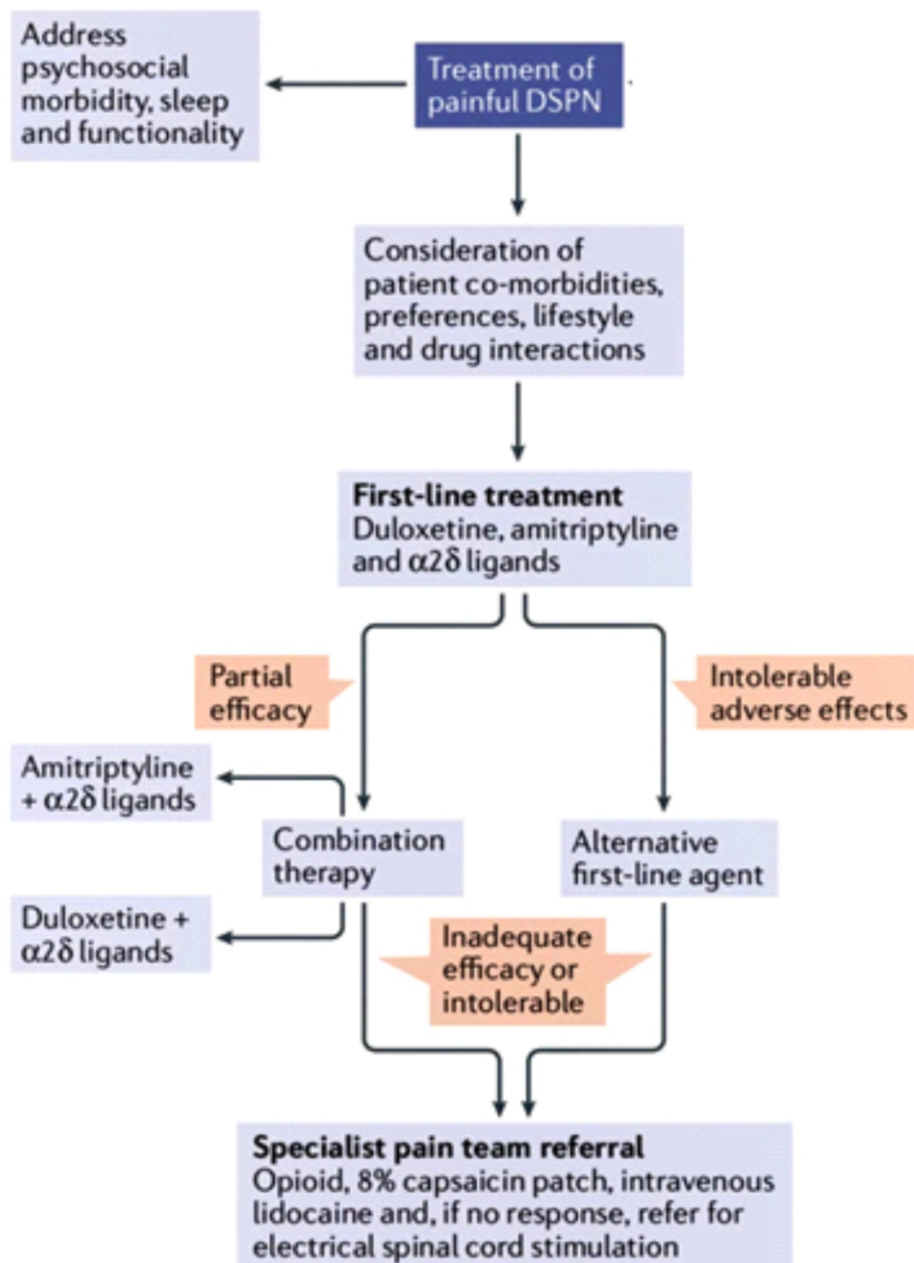 Address
psychosocial
morbidity, sleep
and functionality
Treatment of
painful DSPN
Consideration of
patient co-morbidities,
preferences, lifestyle
and drug interactions
First-line treatment
Duloxetine, amitriptyline
and α2δ ligands
Partial
efficacy
Intolerable
adverse effects
Amitriptyline
+ α2δ ligands
Combination
therapy
Alternative
first-line agent
Duloxetine +
α2δ ligands
Inadequate
efficacy or
intolerable
Specialist pain team referral
Opioid, 8% capsaicin patch, intravenous
lidocaine and, if no response, refer for
electrical spinal cord stimulation